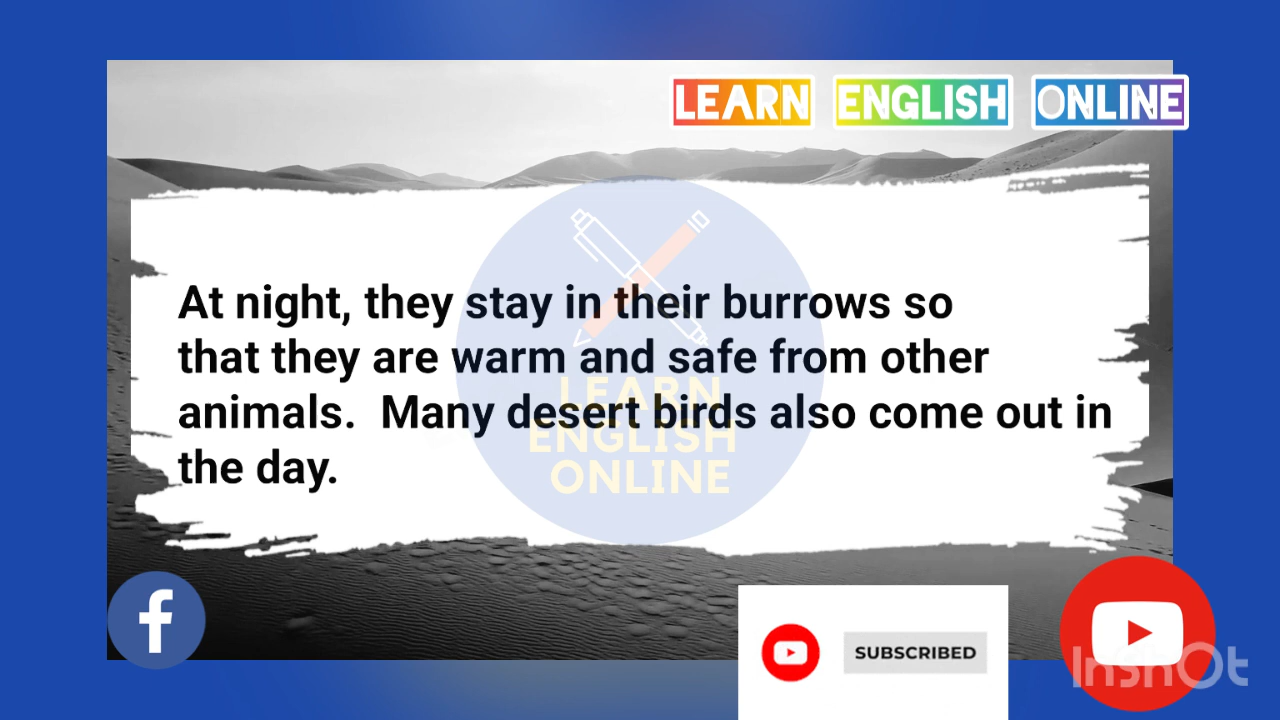 LEARN ENGLISH ONLINE
At night, they stay in their burrows so
that they are warm and safe from other
animals.  Many desert birds also come out in
the day.
LEARN
ENGLISH
ONLINE
SUBSCRIBED
InShOt